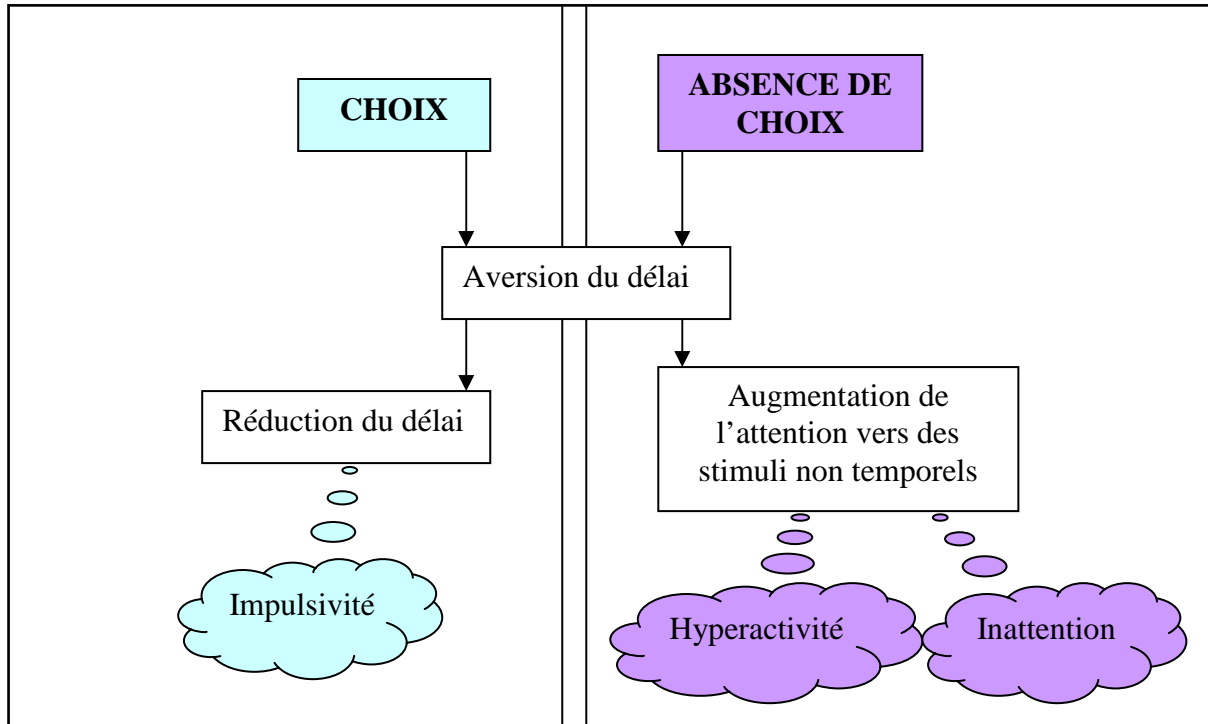 CHOIX
ABSENCE DE
CHOIX
Aversion du délai
Réduction du délai
Augmentation de
l’attention vers des
stimuli non temporels
Impulsivité
Hyperactivité
Inattention